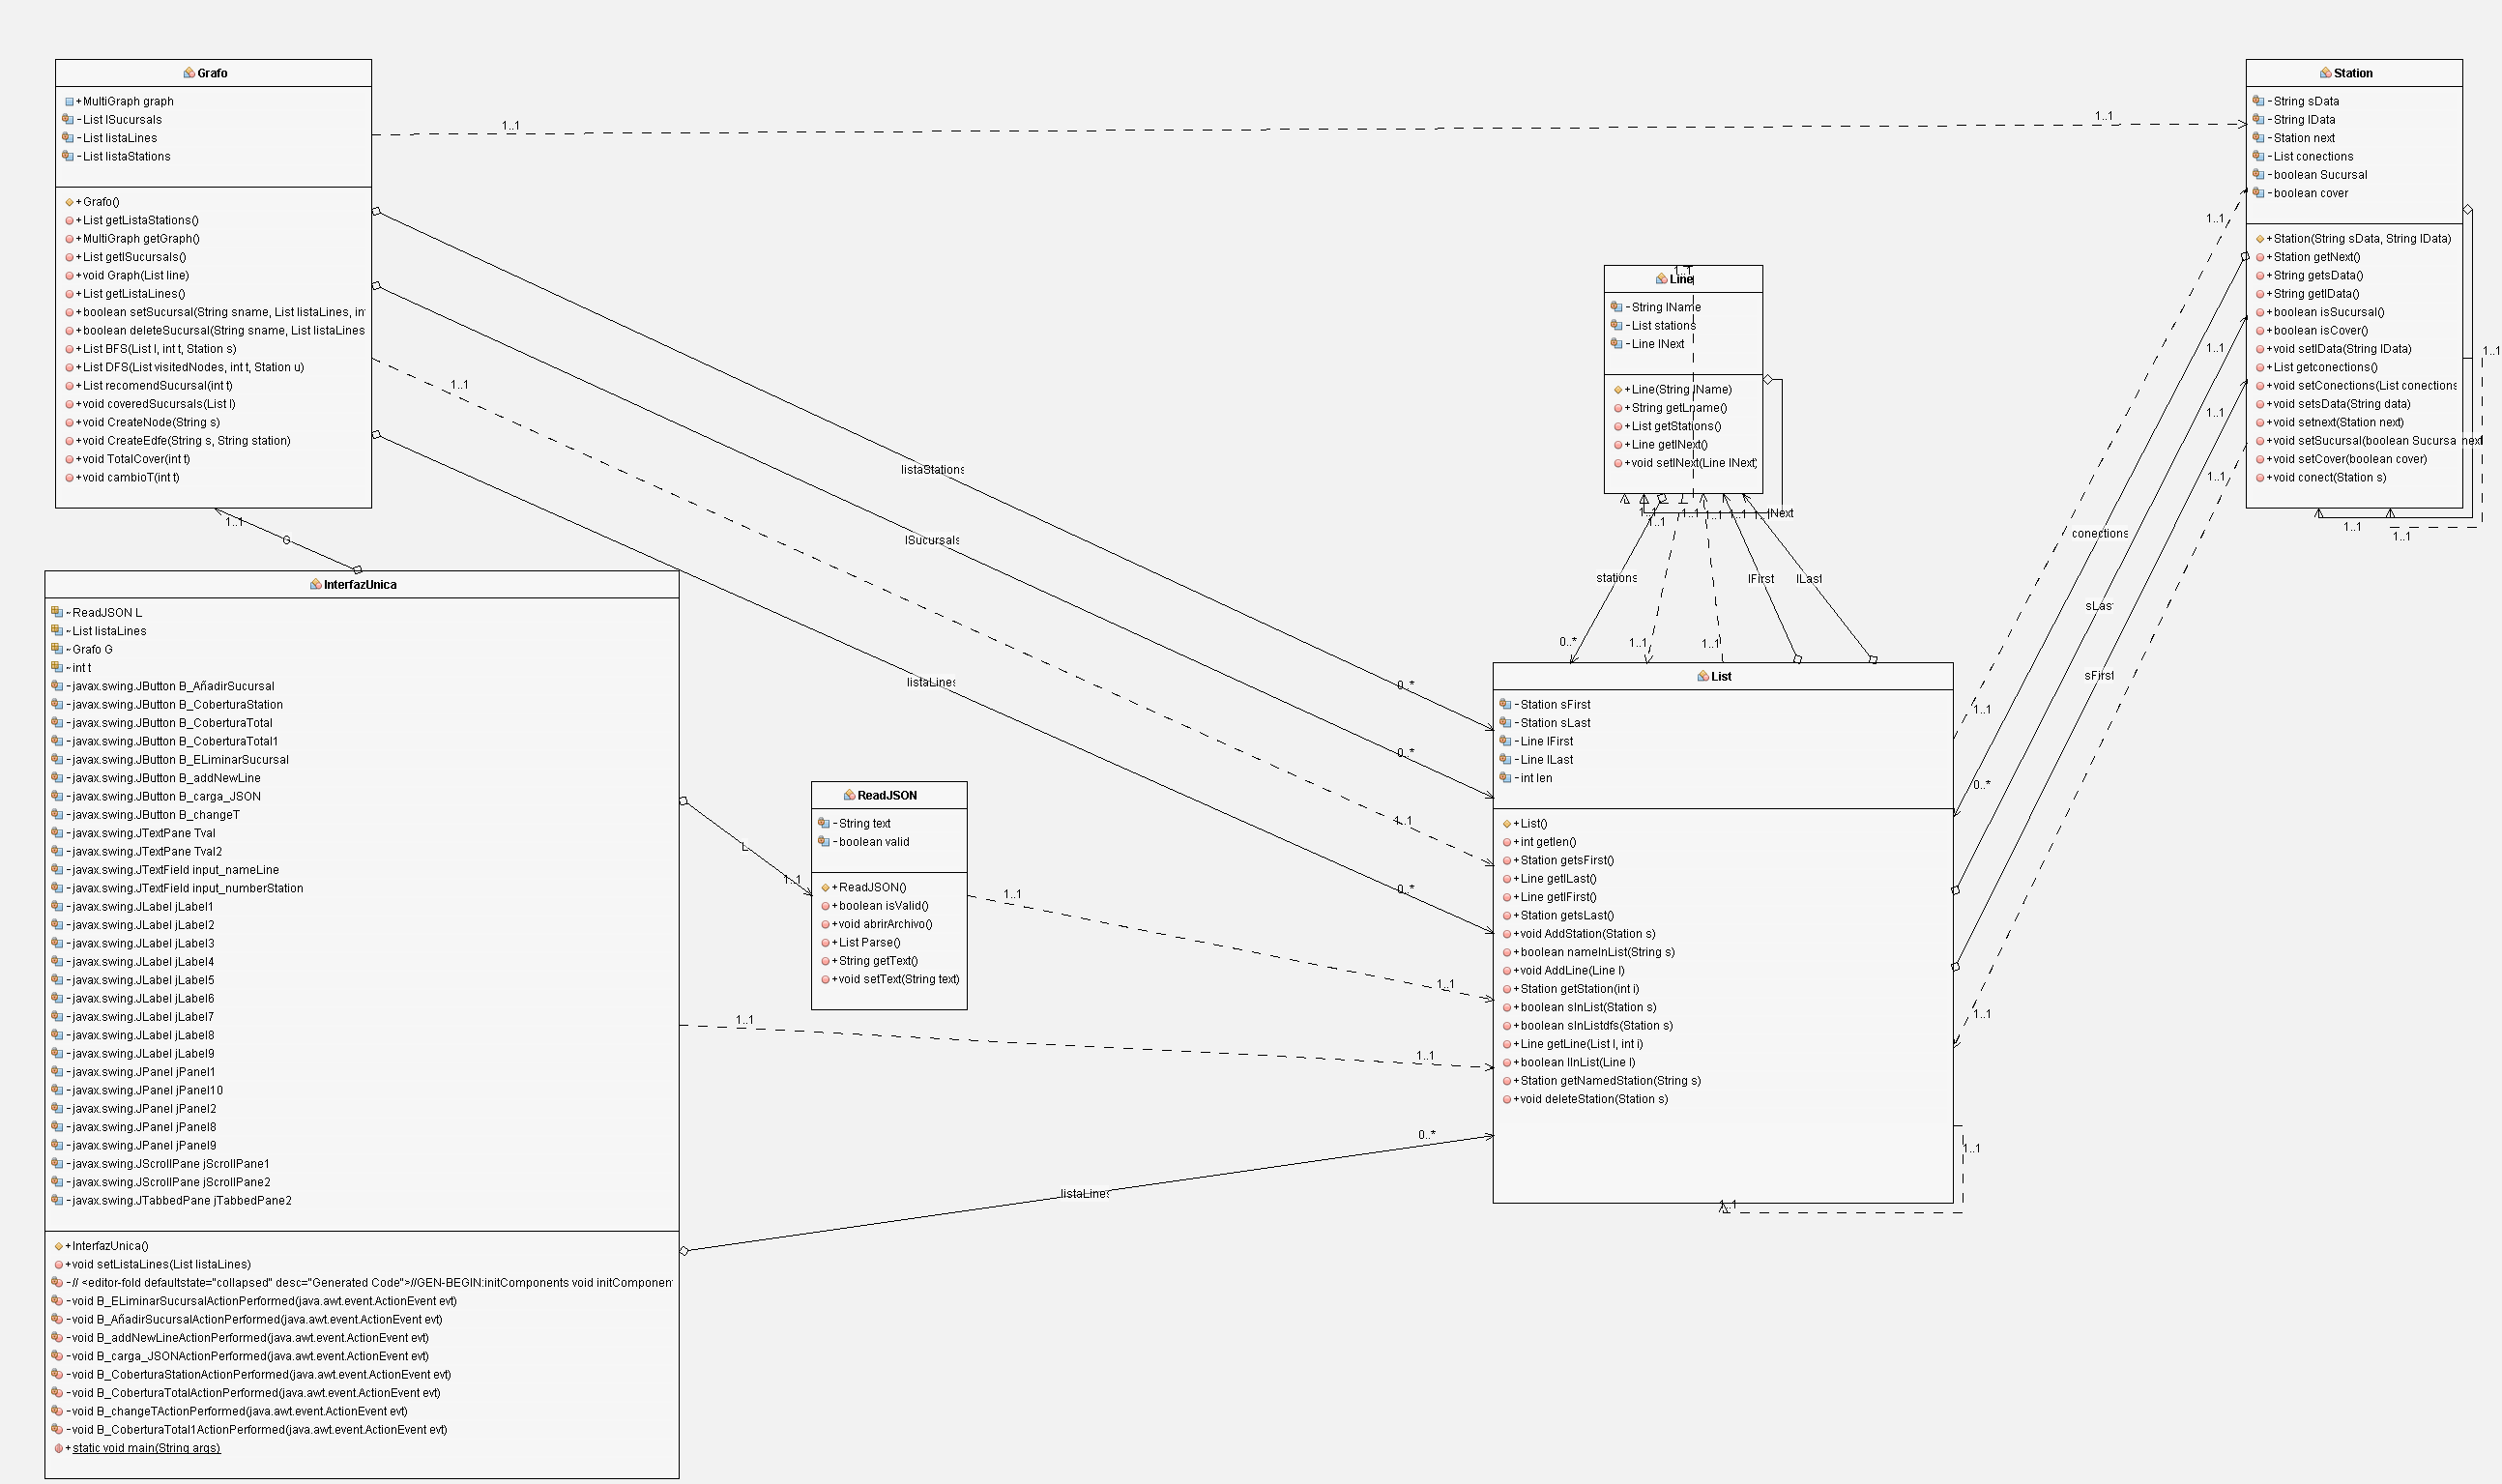 Grafo
+MultiGraph graph
-List lSucursals
-List listaLines
-List listaStations
+Grafo()
+List getListaStations()
+MultiGraph getGraph()
+List getlSucursals()
+void Graph(List line)
+List getListaLines()
+boolean setSucursal(String sname, List listaLines, in
+boolean deleteSucursal(String sname, List listaLines
+List BFS(List l, int t, Station s)
+List DFS(List visitedNodes, int t, Station u)
+List recomendSucursal(int t)
+void coveredSucursals(List l)
+void CreateNode(String s)
+void CreateEdfe(String s, String station)
+void TotalCover(int t)
+void cambioT(int t)
1..1
1..1
1..1
1..1
G
listaStations
lSucursals
listaLines
0..*
0..*
1..1
0..*
Station
-String sData
-String lData
-Station next
-List conections
-boolean Sucursal
-boolean cover
+Station(String sData, String lData)
+Station getNext()
+String getsData()
+String getlData()
+boolean isSucursal()
+boolean isCover()
+void setlData(String lData)
+List getconections()
+void setConections(List conections
+void setsData(String data)
+void setnext(Station next)
+void setSucursal(boolean Sucursa
next
+void setCover(boolean cover)
+void conect(Station s)
1..1
1..1
1..1
1..1
1..1
1..1
1..1
conections
sLast
sFirst
1..1
0..*
1..1
Line
1..1
-String lName
-List stations
-Line lNext
+Line(String lName)
+String getLname()
+List getStations()
+Line getlNext()
+void setlNext(Line lNext)
1..1
1..1
1..1
1..1
1..1
1..1
lNext
stations
lFirst
lLast
0..*
1..1
1..1
List
-Station sFirst
-Station sLast
-Line lFirst
-Line lLast
-int len
+List()
+int getlen()
+Station getsFirst()
+Line getlLast()
+Line getlFirst()
+Station getsLast()
+void AddStation(Station s)
+boolean nameInList(String s)
+void AddLine(Line l)
+Station getStation(int i)
+boolean sInList(Station s)
+boolean sInListdfs(Station s)
+Line getLine(List l, int i)
+boolean lInList(Line l)
+Station getNamedStation(String s)
+void deleteStation(Station s)
1..1
1..1
InterfazUnica
~ReadJSON L
~List listaLines
~Grafo G
~int t
-javax.swing.JButton B_AñadirSucursal
-javax.swing.JButton B_CoberturaStation
-javax.swing.JButton B_CoberturaTotal
-javax.swing.JButton B_CoberturaTotal1
-javax.swing.JButton B_ELiminarSucursal
-javax.swing.JButton B_addNewLine
-javax.swing.JButton B_carga_JSON
-javax.swing.JButton B_changeT
-javax.swing.JTextPane Tval
-javax.swing.JTextPane Tval2
-javax.swing.JTextField input_nameLine
-javax.swing.JTextField input_numberStation
-javax.swing.JLabel jLabel1
-javax.swing.JLabel jLabel2
-javax.swing.JLabel jLabel3
-javax.swing.JLabel jLabel4
-javax.swing.JLabel jLabel5
-javax.swing.JLabel jLabel6
-javax.swing.JLabel jLabel7
-javax.swing.JLabel jLabel8
-javax.swing.JLabel jLabel9
-javax.swing.JPanel jPanel1
-javax.swing.JPanel jPanel10
-javax.swing.JPanel jPanel2
-javax.swing.JPanel jPanel8
-javax.swing.JPanel jPanel9
-javax.swing.JScrollPane jScrollPane1
-javax.swing.JScrollPane jScrollPane2
-javax.swing.JTabbedPane jTabbedPane2
+InterfazUnica()
+void setListaLines(List listaLines)
-// <editor-fold defaultstate="collapsed" desc="Generated Code">//GEN-BEGIN:initComponents void initComponent
-void B_ELiminarSucursalActionPerformed(java.awt.event.ActionEvent evt)
-void B_AñadirSucursalActionPerformed(java.awt.event.ActionEvent evt)
-void B_addNewLineActionPerformed(java.awt.event.ActionEvent evt)
-void B_carga_JSONActionPerformed(java.awt.event.ActionEvent evt)
-void B_CoberturaStationActionPerformed(java.awt.event.ActionEvent evt)
-void B_CoberturaTotalActionPerformed(java.awt.event.ActionEvent evt)
-void B_changeTActionPerformed(java.awt.event.ActionEvent evt)
-void B_CoberturaTotal1ActionPerformed(java.awt.event.ActionEvent evt)
+static void main(String args)
L
1..1
1..1
1..1
listaLines
0..*
ReadJSON
-String text
-boolean valid
+ReadJSON()
+boolean isValid()
+void abrirArchivo()
+List Parse()
+String getText()
+void setText(String text)
1..1
1..1